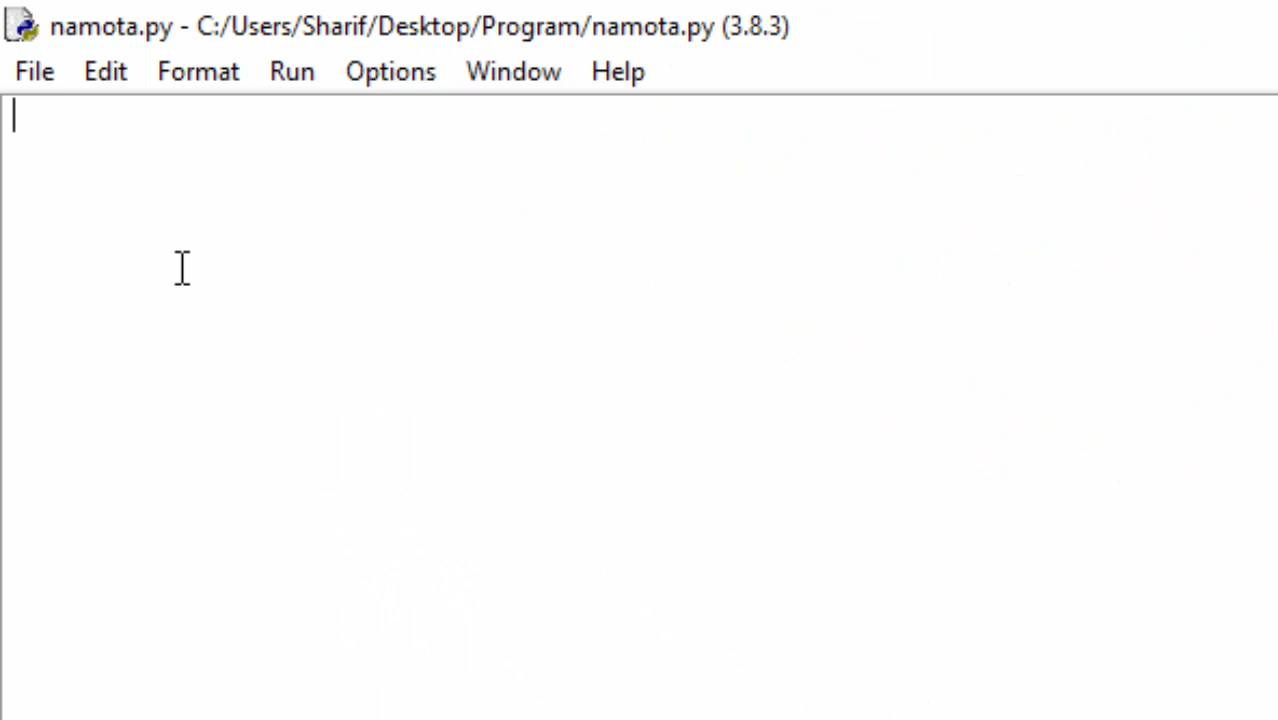 namota.py - C:/Users/Sharif/Desktop/Program/namota.py (3.8.3)
File Edit Format Run Options Window Help